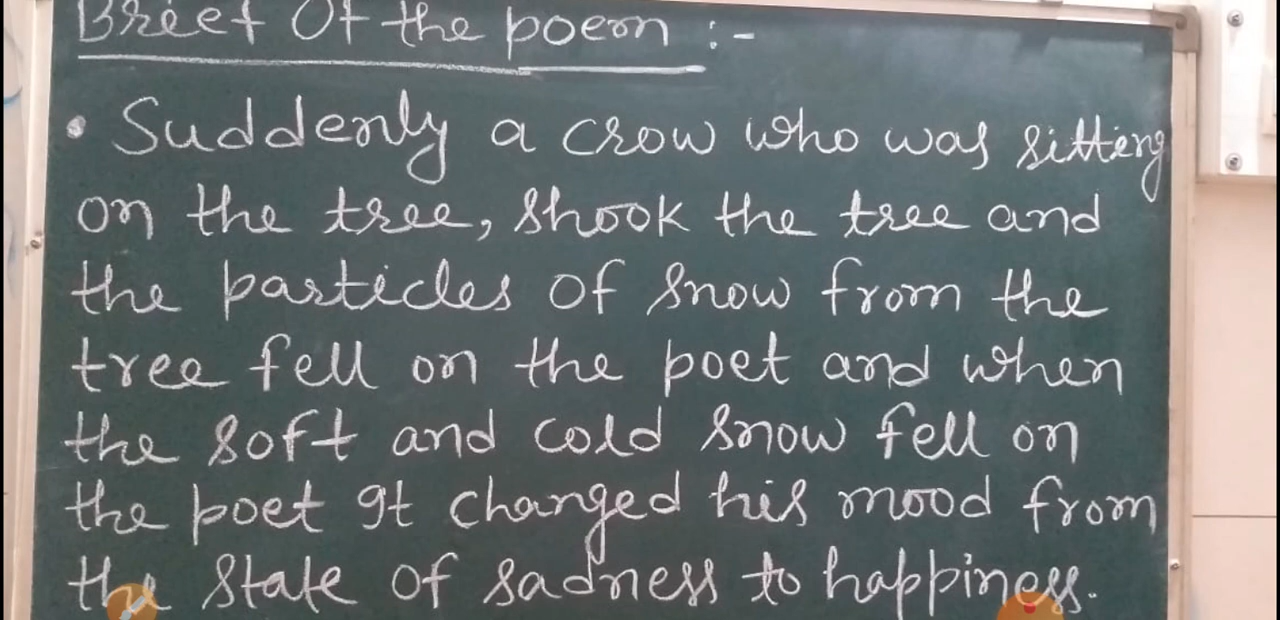 Brief Of the poem :-
• Suddenly a crow who was sitting
on the tree, shook the tree and
the particles of snow from the
tree fell on the poet and when
the soft and cold snow fell on
the poet It changed his mood from
the state of sadness to happiness.